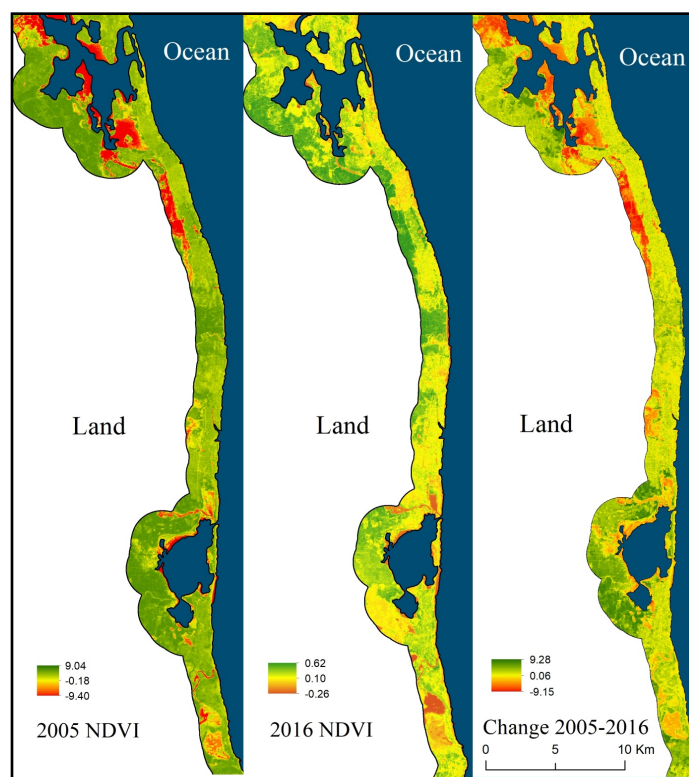 Ocean
Ocean
Ocean
Land
Land
Land
9.04
-0.18
-9.40
2005 NDVI
0.62
0.10
-0.26
2016 NDVI
9.28
0.06
-9.15
Change 2005-2016
0 5 10 Km